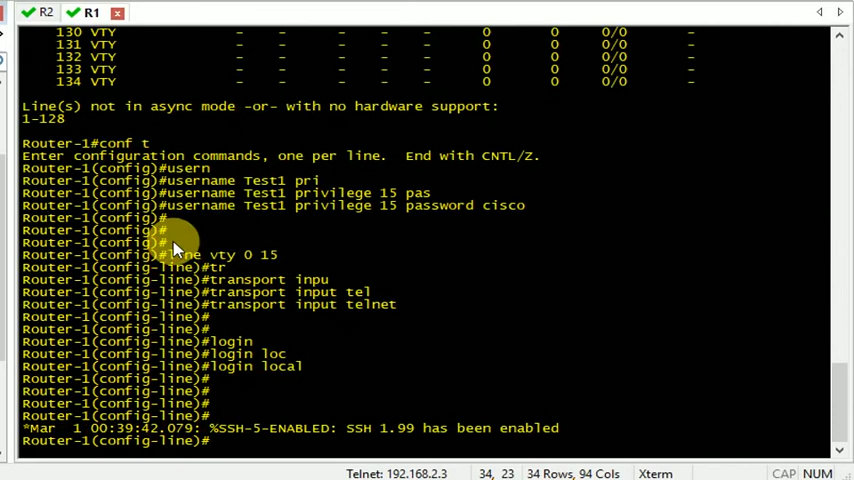 R2 R1
130 VTY - - - - - 0 0 0/0 -
131 VTY - - - - - 0 0 0/0 -
132 VTY - - - - - 0 0 0/0 -
133 VTY - - - - - 0 0 0/0 -
134 VTY - - - - - 0 0 0/0 -
Line(s) not in async mode -or- with no hardware support:
1-128
Router-1#conf t
Enter configuration commands, one per line.  End with CNTL/Z.
Router-1(config)#usern
Router-1(config)#username Test1 pri
Router-1(config)#username Test1 privilege 15 pas
Router-1(config)#username Test1 privilege 15 password cisco
Router-1(config)#
Router-1(config)#
Router-1(config)#
Router-1(config)#line vty 0 15
Router-1(config-line)#tr
Router-1(config-line)#transport inpu
Router-1(config-line)#transport input tel
Router-1(config-line)#transport input telnet
Router-1(config-line)#
Router-1(config-line)#
Router-1(config-line)#login
Router-1(config-line)#login loc
Router-1(config-line)#login local
Router-1(config-line)#
Router-1(config-line)#
Router-1(config-line)#
Router-1(config-line)#
*Mar  1 00:39:42.079: %SSH-5-ENABLED: SSH 1.99 has been enabled
Router-1(config-line)#
Telnet: 192.168.2.3 34, 23 34 Rows, 94 Cols Xterm CAP NUM